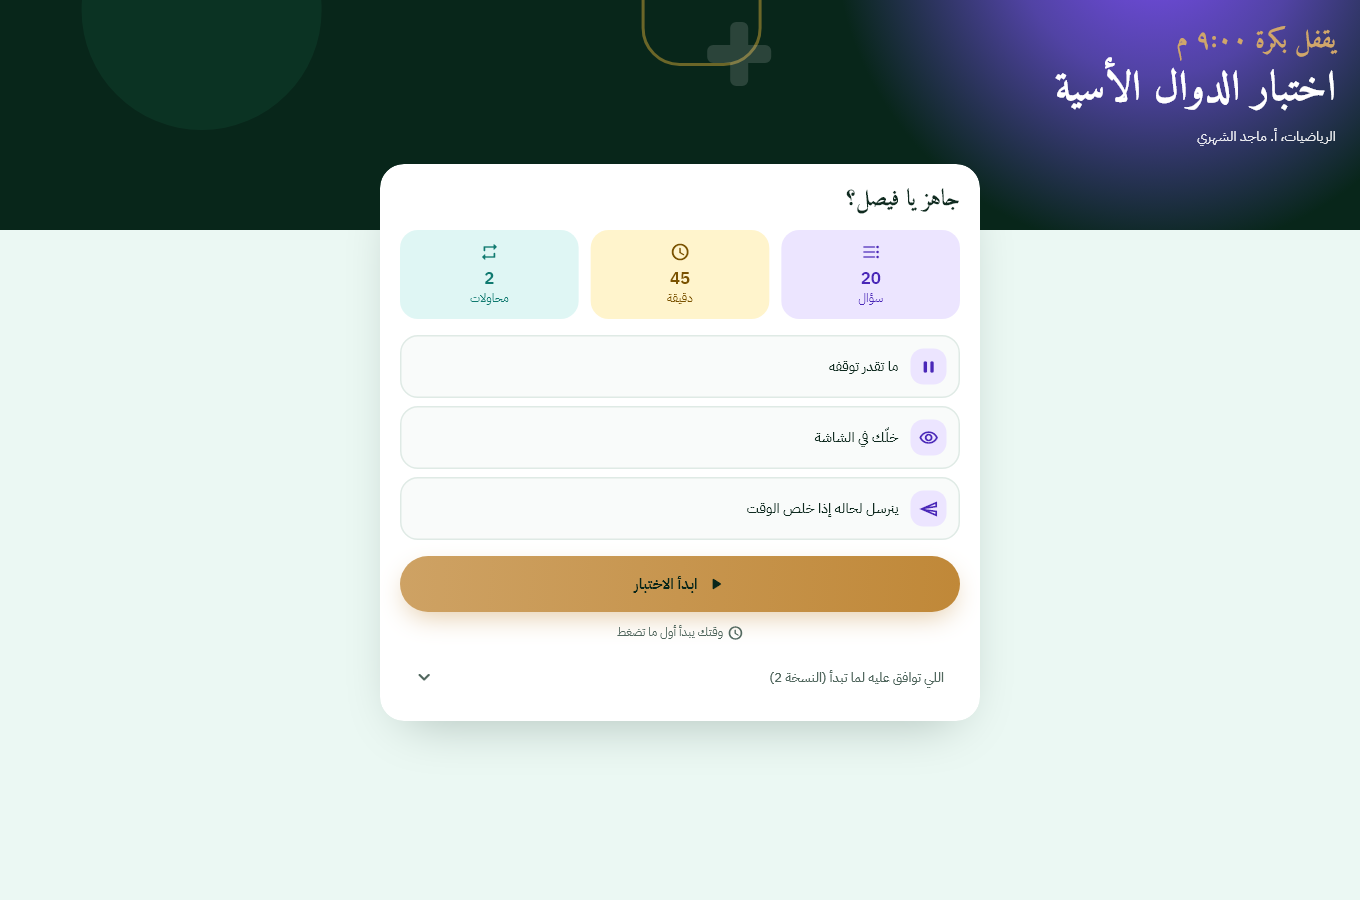 يقفل بكرة ٩:٠٠ م
اختبار الدوال الأسية
الرياضيات، أ. ماجد الشهري
جاهز يا فيصل؟
20
سؤال
45
دقيقة
2
محاولات
ما تقدر توقفه
خلّك في الشاشة
ينرسل لحاله إذا خلص الوقت
ابدأ الاختبار
وقتك يبدأ أول ما تضغط
اللي توافق عليه لما تبدأ (النسخة 2)